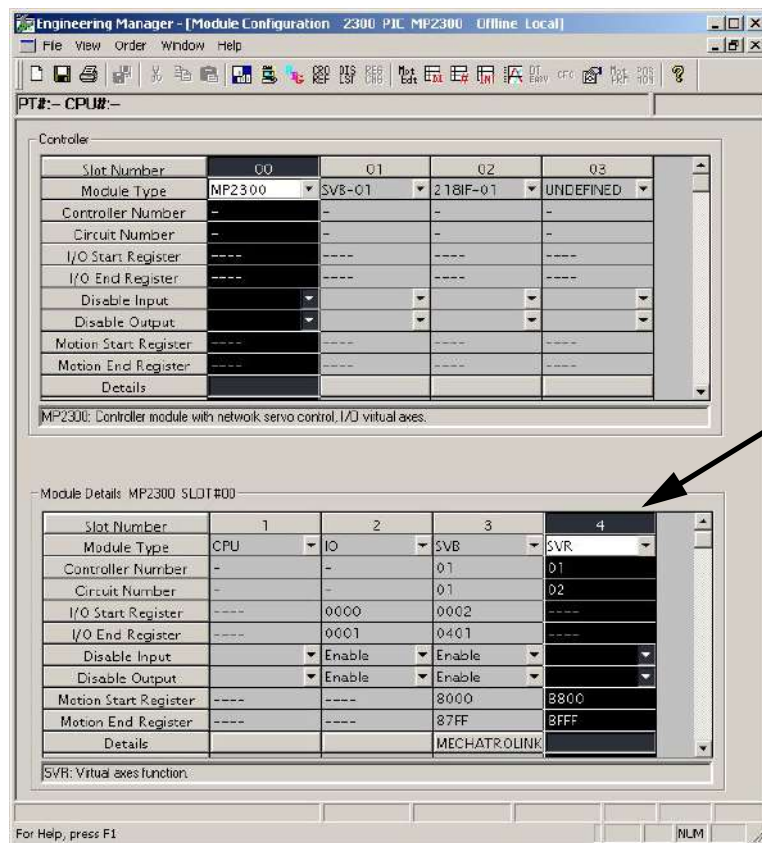 Engineering Manager - [Module Configuration 2300 PIC MP2300 Offline Local]
File View Order Window Help
PT#:- CPU#:-
Controller
Slot Number 00 01 02 03
Module Type MP2300 SVB-01 218IF-01 UNDEFINED
Controller Number - - - -
Circuit Number - - - -
I/O Start Register ---- ---- ---- ----
I/O End Register ---- ---- ---- ----
Disable Input
Disable Output
Motion Start Register ---- ---- ---- ----
Motion End Register ---- ---- ---- ----
Details
MP2300: Controller module with network servo control, I/O virtual axes.
Module Details MP2300 SLOT#00
Slot Number 1 2 3 4
Module Type CPU IO SVB SVR
Controller Number - - 01 01
Circuit Number - - 01 02
I/O Start Register ---- 0000 0002 ----
I/O End Register ---- 0001 0401 ----
Disable Input Enable Enable
Disable Output Enable Enable
Motion Start Register ---- ---- 8000 8800
Motion End Register ---- ---- 87FF 8FFF
Details MECHATROLINK
SVR: Virtual axes function.
For Help, press F1 NUM